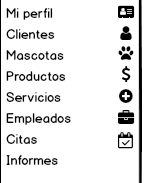 Mi perfil
Clientes
Mascotas
Productos
Servicios
Empleados
Citas
Informes